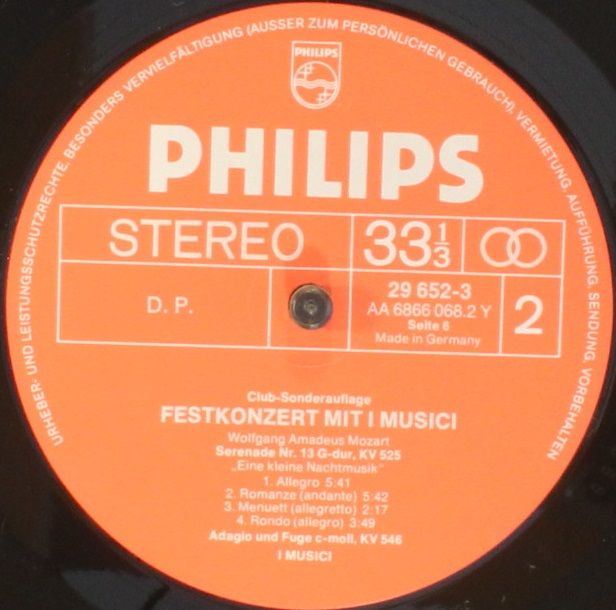 URHEBER- UND LEISTUNGSSCHUTZRECHTE, BESONDERS VERVIELFÄLTIGUNG (AUSSER ZUM PERSÖNLICHEN GEBRAUCH), VERMIETUNG, AUFFÜHRUNG, SENDUNG, VORBEHALTEN
PHILIPS
PHILIPS
STEREO 33 1/3
D. P.
29 652-3
AA 6866 068.2 Y
Seite 6
Made in Germany
2
Club-Sonderauflage
FESTKONZERT MIT I MUSICI
Wolfgang Amadeus Mozart
Serenade Nr. 13 G-dur, KV 525
„Eine kleine Nachtmusik"
1. Allegro 5:41
2. Romanze (andante) 5:42
3. Menuett (allegretto) 2:17
4. Rondo (allegro) 3:49
Adagio und Fuge c-moll, KV 546
I MUSICI